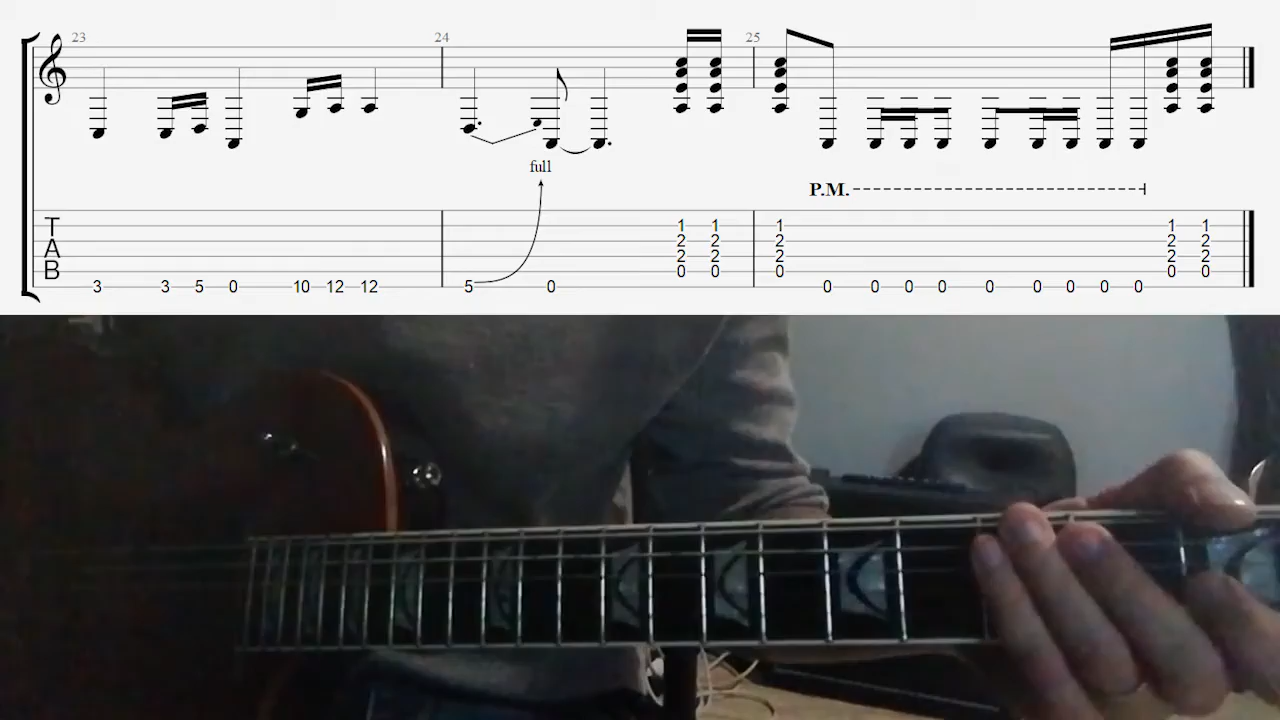 23 24 25
full
P.M.
T 1 1 1 1 1
A 2 2 2 2 2
2 2 2 2 2
B 0 0 0 0 0
3 3 5 0 10 12 12 5 0 0 0 0 0 0 0 0 0 0